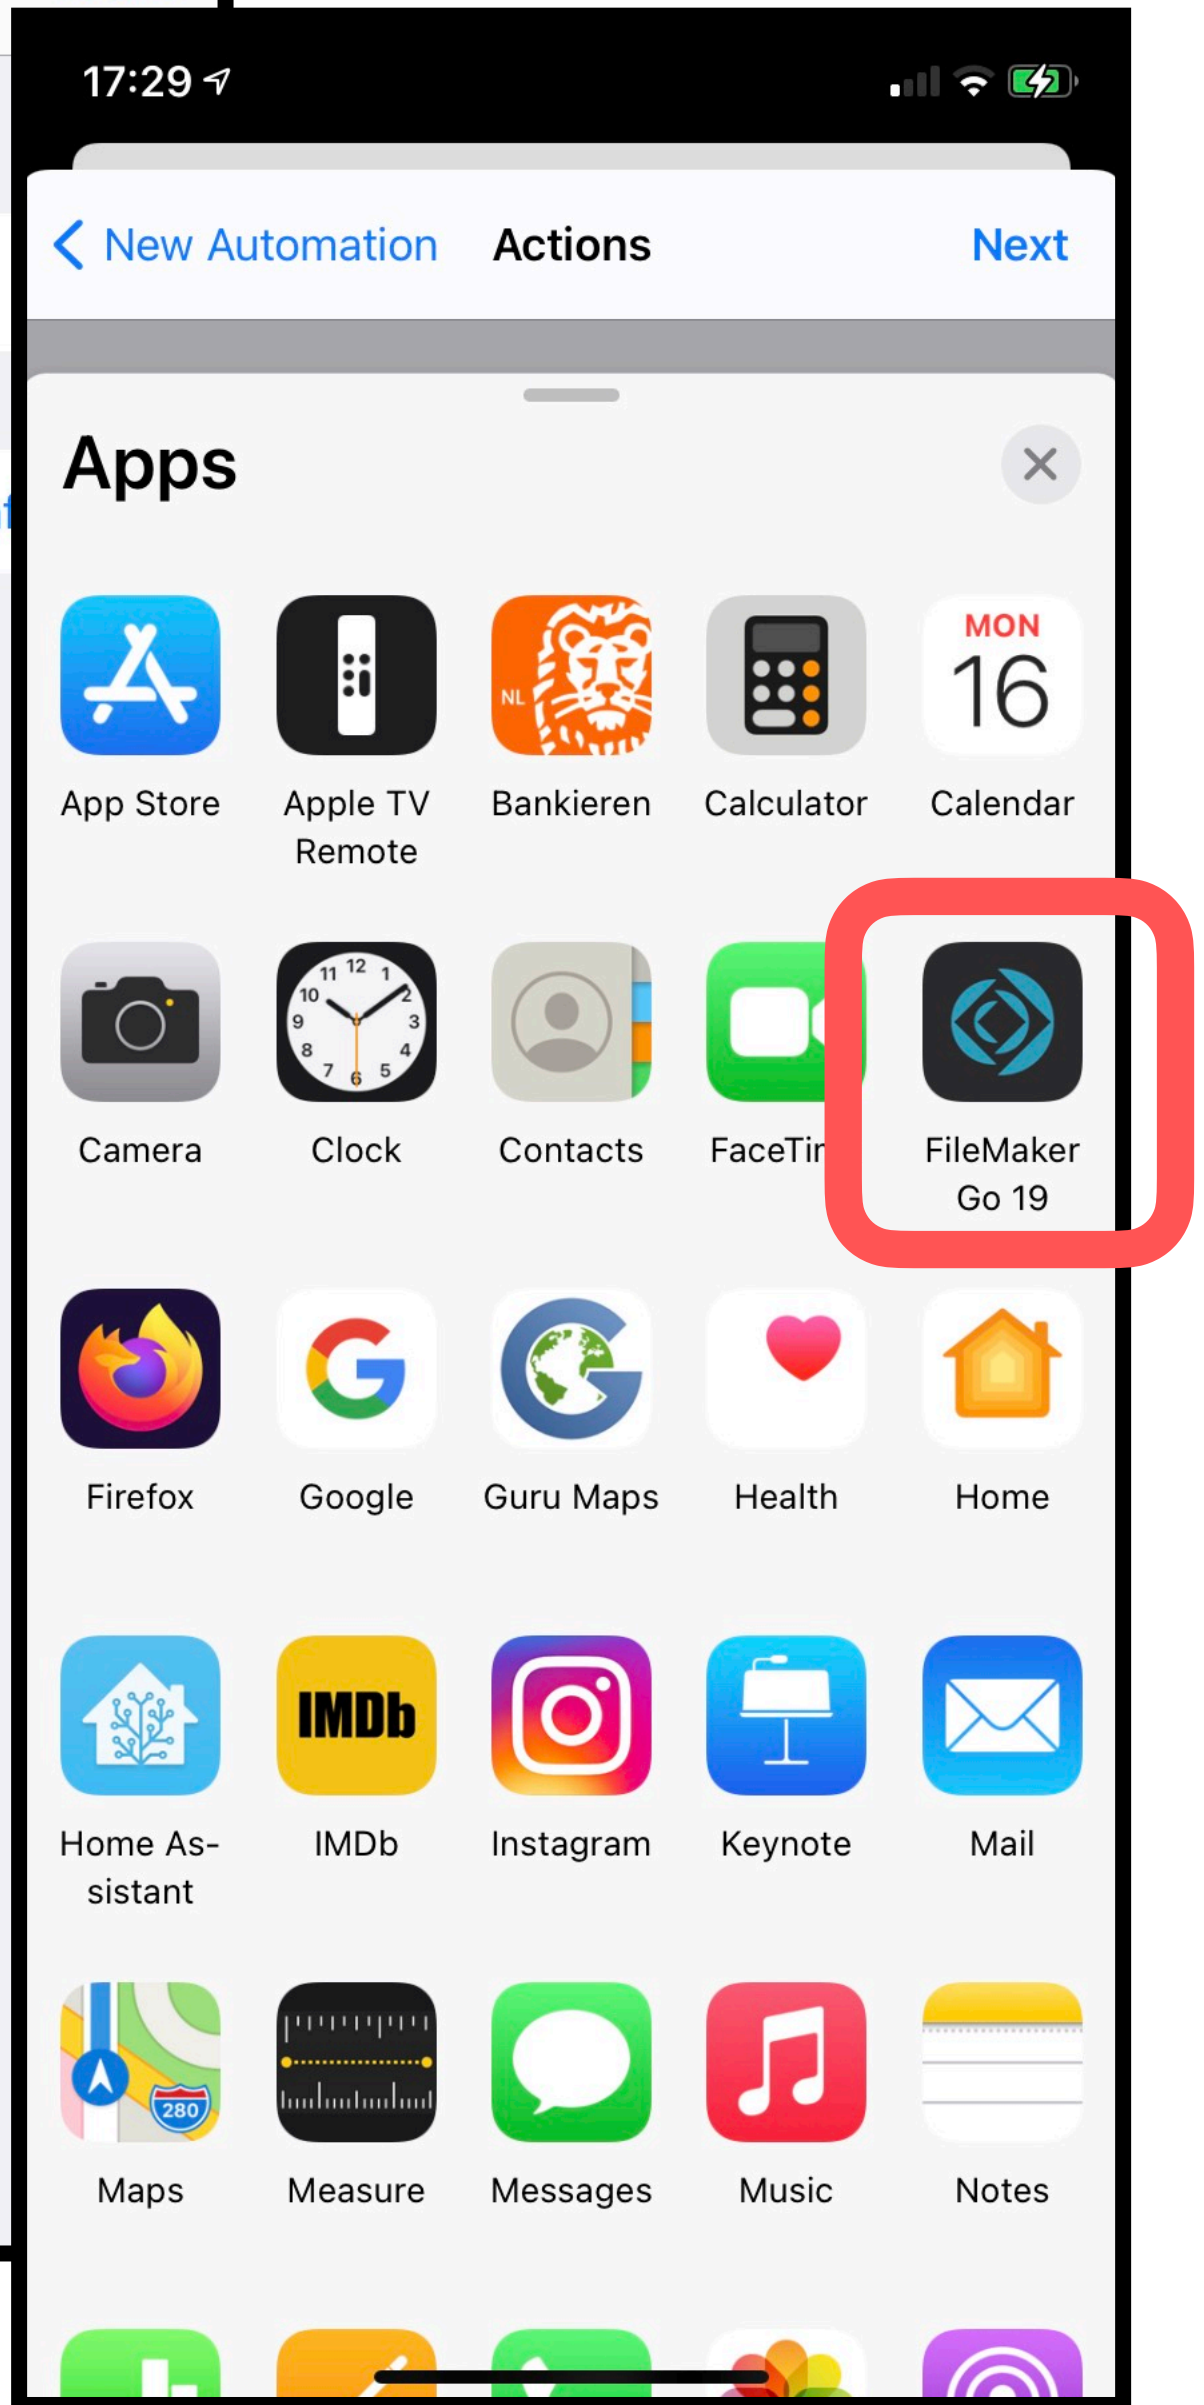 17:29
New Automation Actions Next
Apps
MON
16
NL
App Store Apple TV Remote Bankieren Calculator Calendar
11 12 1
10 2
9 3
8 4
7 6 5
Camera Clock Contacts FaceTi FileMaker Go 19
Firefox Google Guru Maps Health Home
IMDb
Home As-
sistant IMDb Instagram Keynote Mail
280
Maps Measure Messages Music Notes